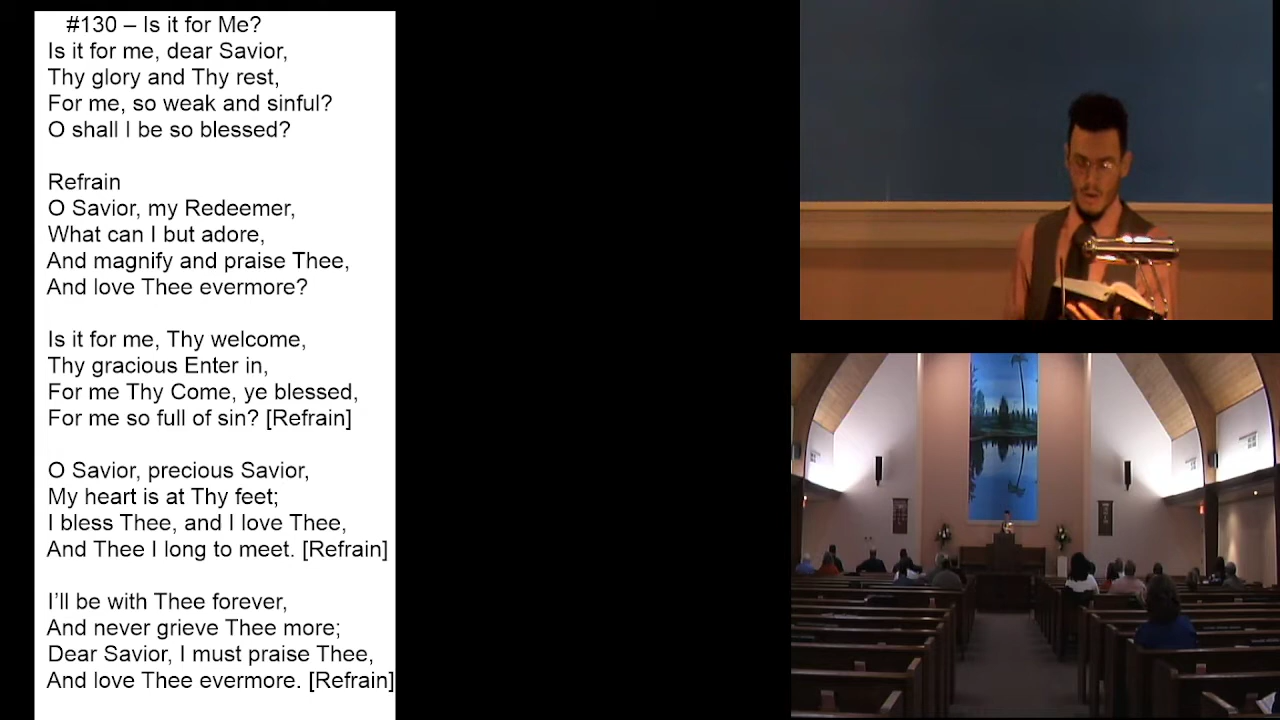 #130 – Is it for Me?
Is it for me, dear Savior,
Thy glory and Thy rest,
For me, so weak and sinful?
O shall I be so blessed?
Refrain
O Savior, my Redeemer,
What can I but adore,
And magnify and praise Thee,
And love Thee evermore?
Is it for me, Thy welcome,
Thy gracious Enter in,
For me Thy Come, ye blessed,
For me so full of sin? [Refrain]
O Savior, precious Savior,
My heart is at Thy feet;
I bless Thee, and I love Thee,
And Thee I long to meet. [Refrain]
I’ll be with Thee forever,
And never grieve Thee more;
Dear Savior, I must praise Thee,
And love Thee evermore. [Refrain]